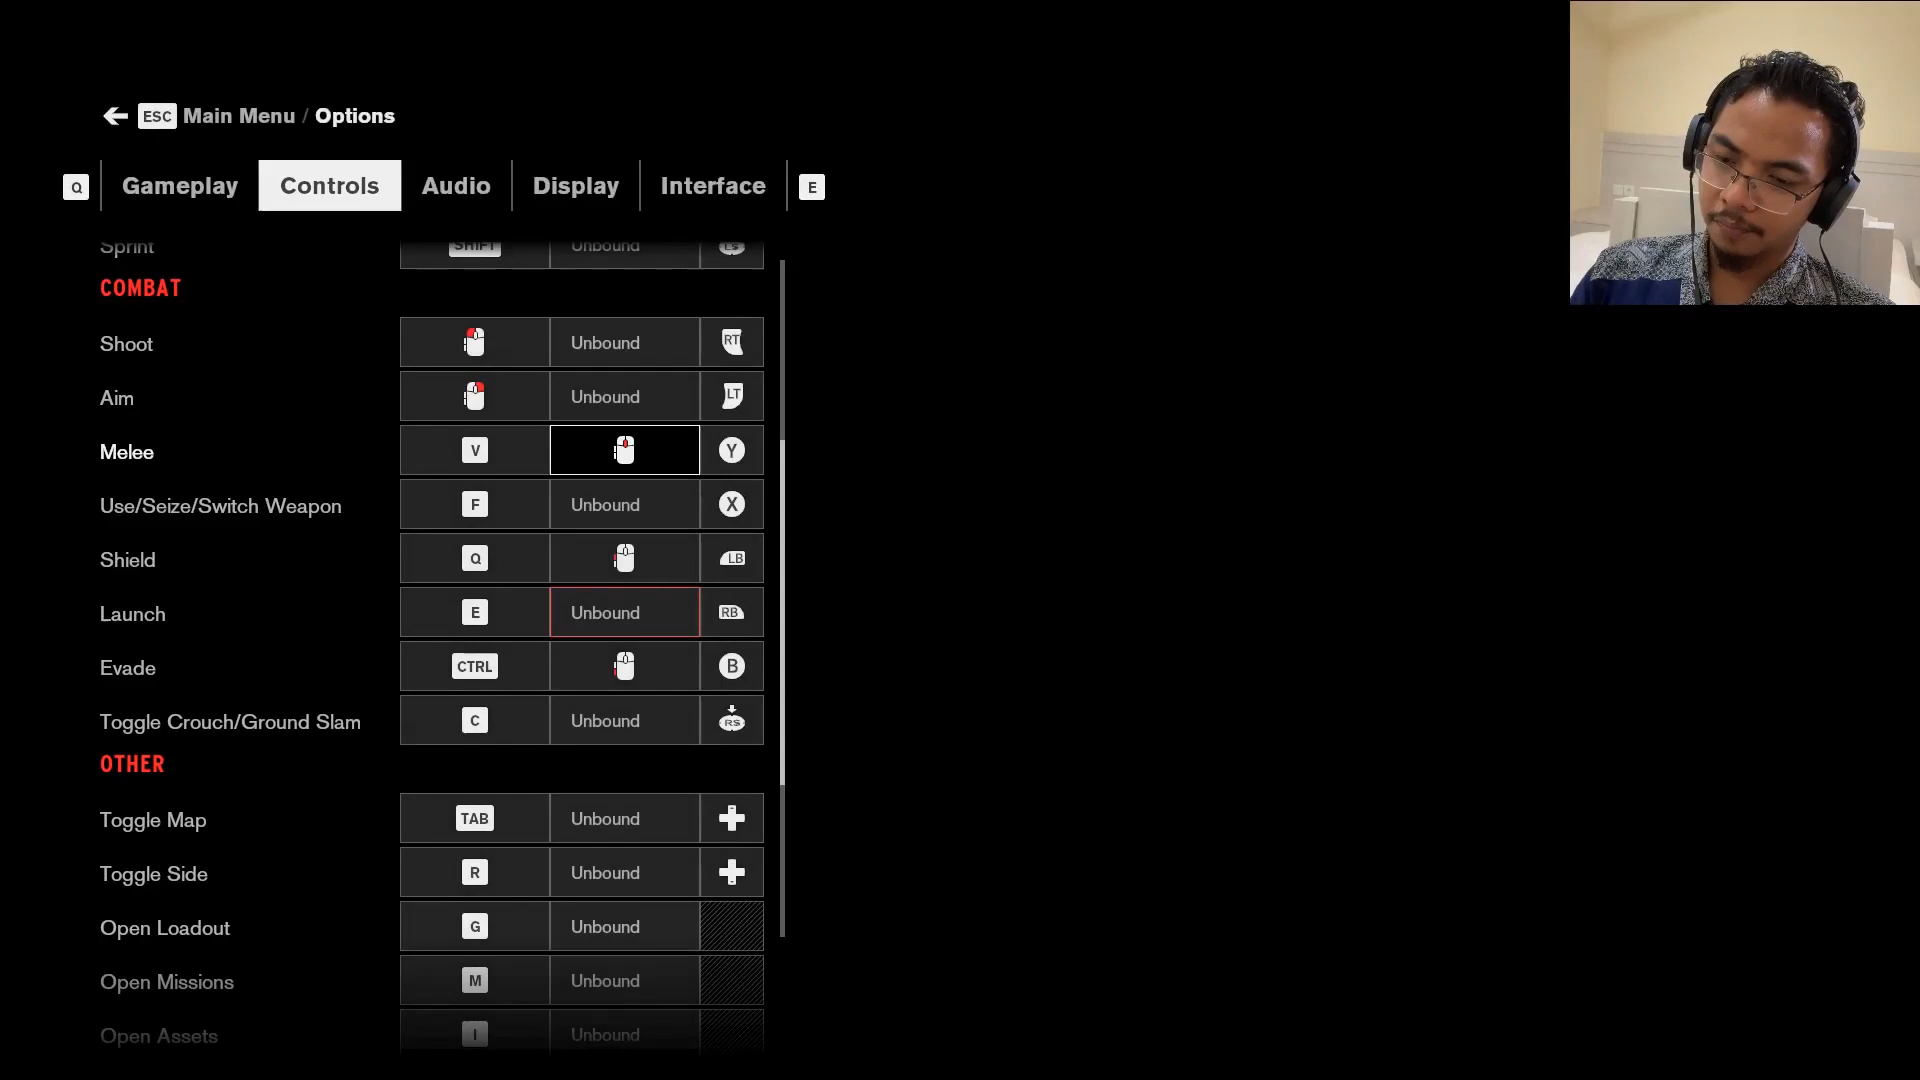 ESC Main Menu / Options
Q Gameplay Controls Audio Display Interface E
Sprint SHIFT Unbound LS
COMBAT
Shoot Unbound RT
Aim Unbound LT
Melee V Y
Use/Seize/Switch Weapon F Unbound X
Shield Q LB
Launch E Unbound RB
Evade CTRL B
Toggle Crouch/Ground Slam C Unbound RS
OTHER
Toggle Map TAB Unbound
Toggle Side R Unbound
Open Loadout G Unbound
Open Missions M Unbound
Open Assets I Unbound